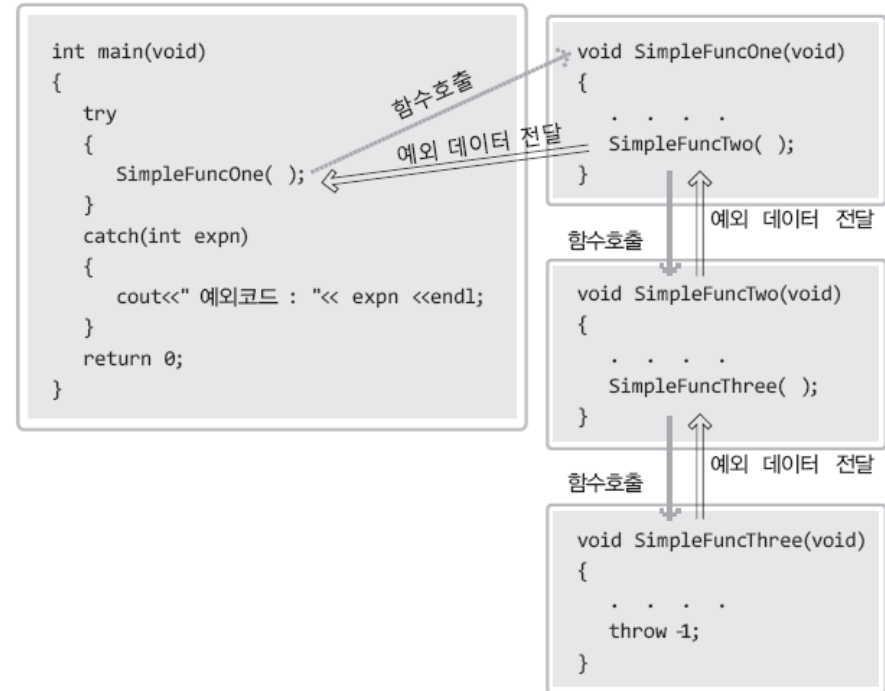 int main(void)
{
try
{
SimpleFuncOne( );
}
catch(int expn)
{
cout<<" 예외코드 : "<< expn <<endl;
}
return 0;
}
함수호출
예외 데이터 전달
void SimpleFuncOne(void)
{
. . . .
SimpleFuncTwo( );
}
함수호출
예외 데이터 전달
void SimpleFuncTwo(void)
{
. . . .
SimpleFuncThree( );
}
함수호출
예외 데이터 전달
void SimpleFuncThree(void)
{
. . . .
throw -1;
}